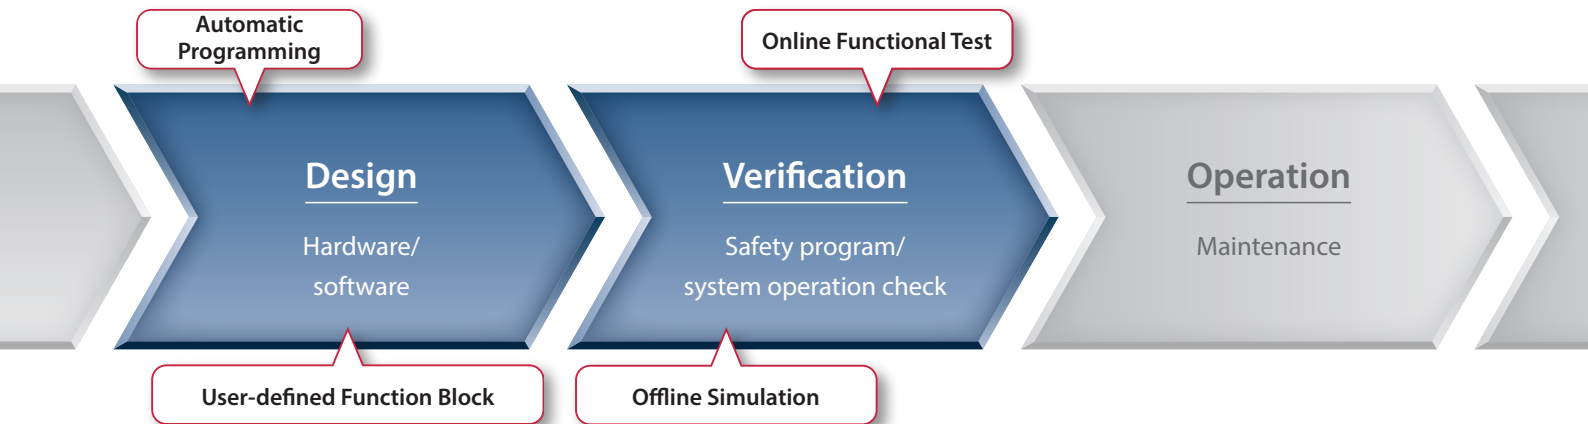 Automatic
Programming
Online Functional Test
Design
Hardware/
software
Verification
Safety program/
system operation check
Operation
Maintenance
User-defined Function Block
Offline Simulation